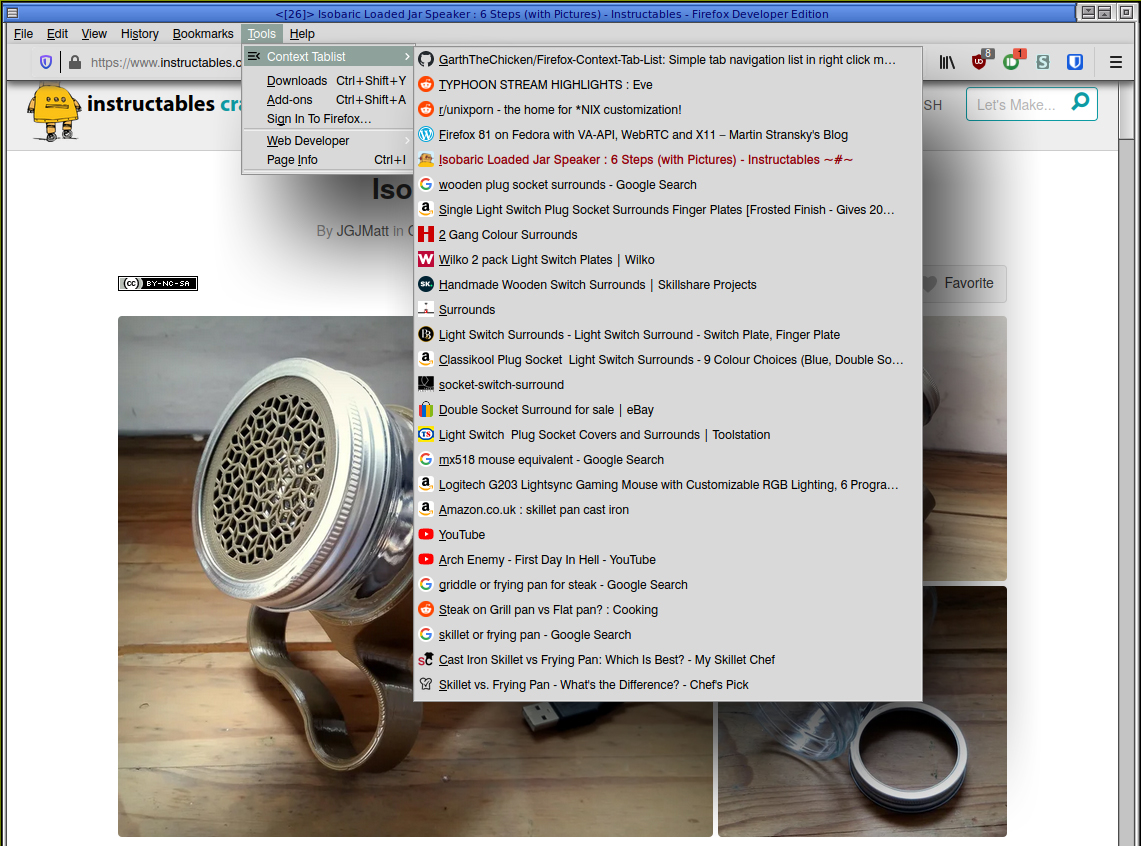 <[26]> Isobaric Loaded Jar Speaker : 6 Steps (with Pictures) - Instructables - Firefox Developer Edition
File Edit View History Bookmarks Tools Help
https://www.instructables.c
8
1
instructables cra
SH
Let's Make...
Context Tablist
Downloads Ctrl+Shift+Y
Add-ons Ctrl+Shift+A
Sign In To Firefox…
Web Developer
Page Info Ctrl+I
GarthTheChicken/Firefox-Context-Tab-List: Simple tab navigation list in right click m…
TYPHOON STREAM HIGHLIGHTS : Eve
r/unixporn - the home for *NIX customization!
Firefox 81 on Fedora with VA-API, WebRTC and X11 – Martin Stransky's Blog
Isobaric Loaded Jar Speaker : 6 Steps (with Pictures) - Instructables ~#~
wooden plug socket surrounds - Google Search
Single Light Switch Plug Socket Surrounds Finger Plates [Frosted Finish - Gives 20…
2 Gang Colour Surrounds
Wilko 2 pack Light Switch Plates | Wilko
Handmade Wooden Switch Surrounds | Skillshare Projects
Surrounds
Light Switch Surrounds - Light Switch Surround - Switch Plate, Finger Plate
Classikool Plug Socket Light Switch Surrounds - 9 Colour Choices (Blue, Double So…
socket-switch-surround
Double Socket Surround for sale | eBay
Light Switch Plug Socket Covers and Surrounds | Toolstation
mx518 mouse equivalent - Google Search
Logitech G203 Lightsync Gaming Mouse with Customizable RGB Lighting, 6 Progra…
Amazon.co.uk : skillet pan cast iron
YouTube
Arch Enemy - First Day In Hell - YouTube
griddle or frying pan for steak - Google Search
Steak on Grill pan vs Flat pan? : Cooking
skillet or frying pan - Google Search
Cast Iron Skillet vs Frying Pan: Which Is Best? - My Skillet Chef
Skillet vs. Frying Pan - What's the Difference? - Chef's Pick
Iso
By JGJMatt In
(cc) BY-NC-SA
Favorite